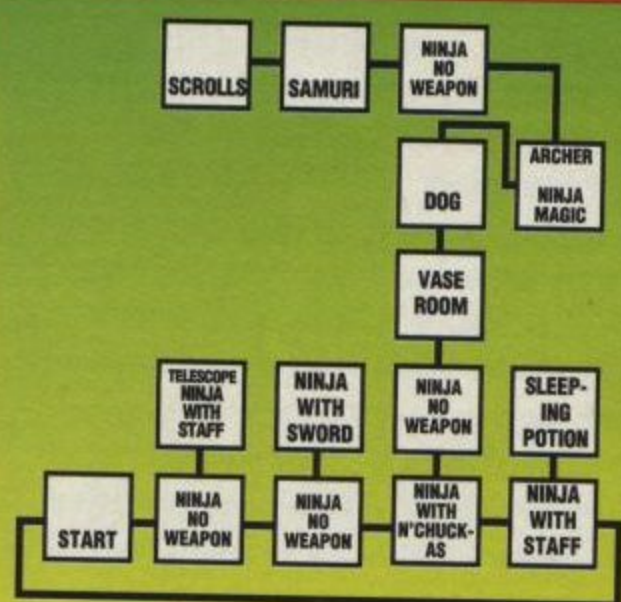 SCROLLS
SAMURI
NINJA
NO
WEAPON
ARCHER
NINJA
MAGIC
DOG
VASE
ROOM
TELESCOPE
NINJA
WITH
STAFF
NINJA
WITH
SWORD
NINJA
NO
WEAPON
SLEEP-
ING
POTION
START
NINJA
NO
WEAPON
NINJA
NO
WEAPON
NINJA
WITH
N'CHUCK-
AS
NINJA
WITH
STAFF